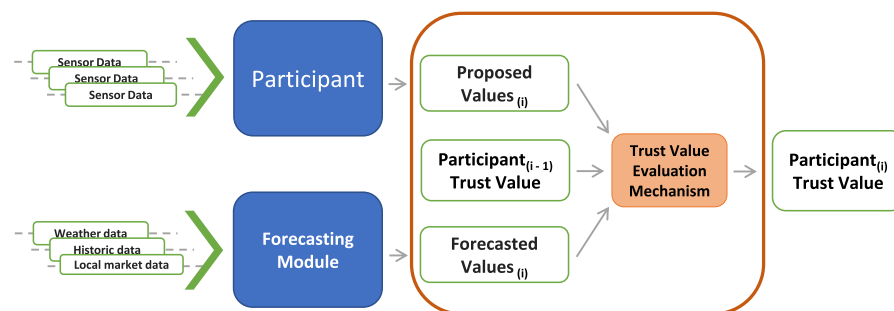 Sensor Data
Sensor Data
Sensor Data
Participant
Proposed
Values (i)
Participant(i - 1)
Trust Value
Trust Value
Evaluation
Mechanism
Participant(i)
Trust Value
Weather data
Historic data
Local market data
Forecasting
Module
Forecasted
Values (i)